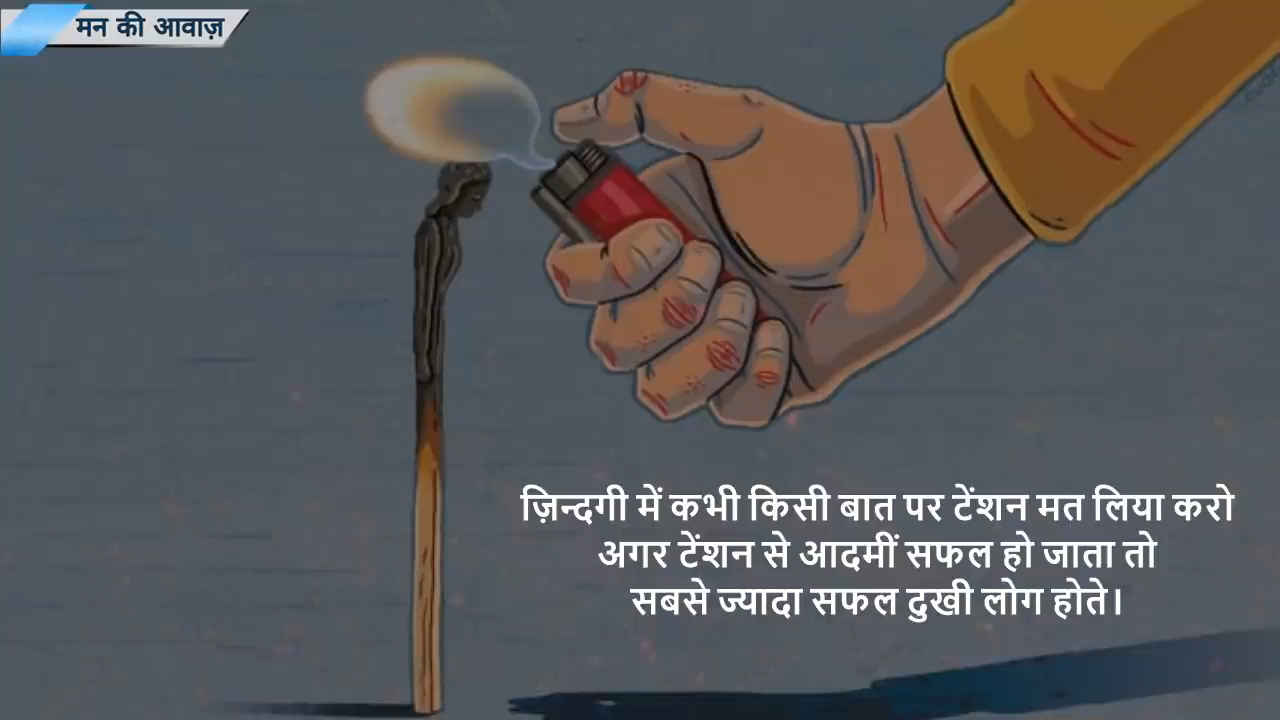 मन की आवाज़
ज़िन्दगी में कभी किसी बात पर टेंशन मत लिया करो
अगर टेंशन से आदमीं सफल हो जाता तो
सबसे ज्यादा सफल दुखी लोग होते।